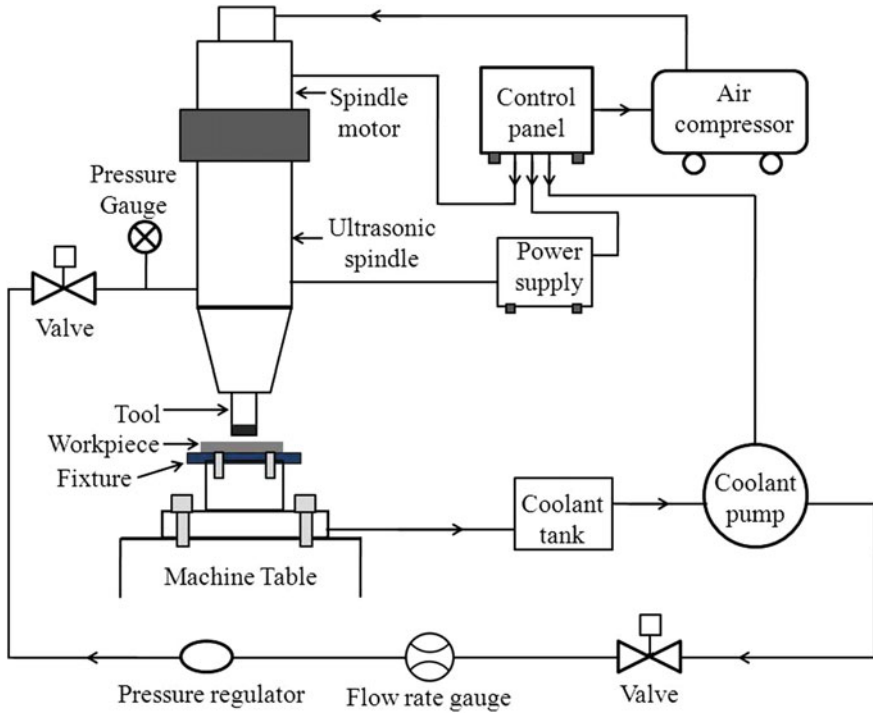 Spindle
motor
Control
panel
Air
compressor
Pressure
Gauge
Ultrasonic
spindle
Power
supply
Valve
Tool
Workpiece
Fixture
Coolant
tank
Coolant
pump
Machine Table
Pressure regulator
Flow rate gauge
Valve